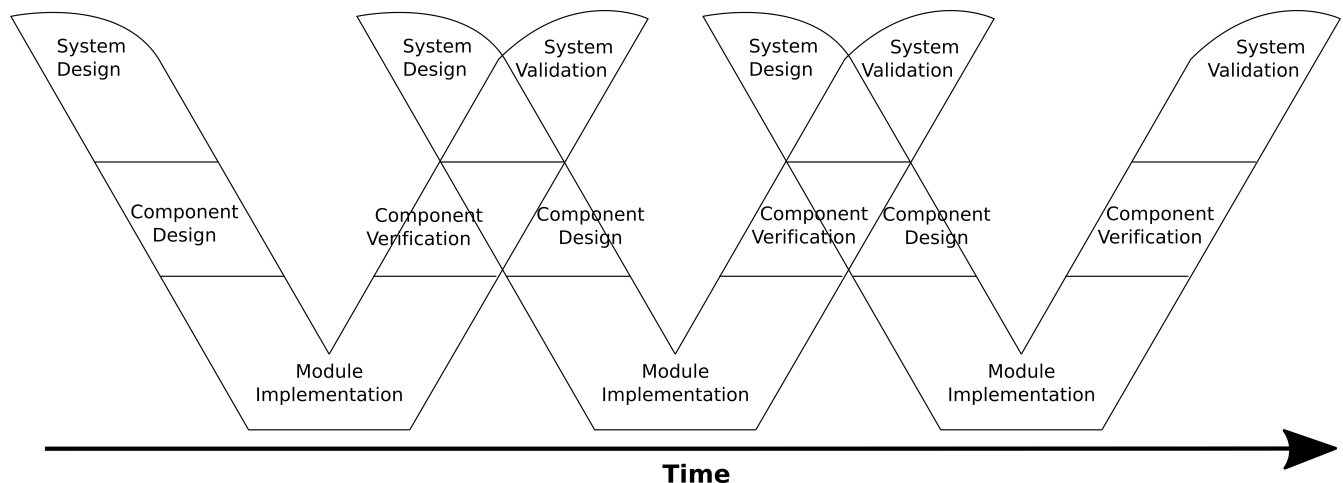 System
Design
System
Design
System
Validation
System
Design
System
Validation
System
Validation
Component
Design
Component
Verification
Component
Design
Component
Verification
Component
Design
Component
Verification
Module
Implementation
Module
Implementation
Module
Implementation
Time